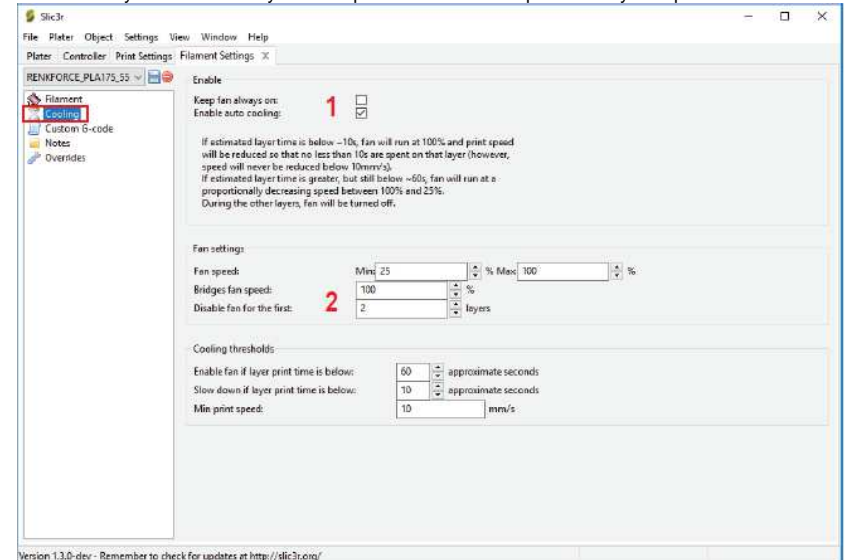 Slic3r
File Plater Object Settings View Window Help
Plater Controller Print Settings Filament Settings X
RENKFORCE_PLA175_55
Enable
Filament
Cooling
Custom G-code
Notes
Overrides
Keep fan always on:
Enable auto cooling:
1
If estimated layer time is below ~10s, fan will run at 100% and print speed
will be reduced so that no less than 10s are spent on that layer (however,
speed will never be reduced below 10mm/s).
If estimated layer time is greater, but still below ~60s, fan will run at a
proportionally decreasing speed between 100% and 25%.
During the other layers, fan will be turned off.
Fan settings
Fan speed: Min: 25 % Max: 100 %
Bridges fan speed: 100 %
Disable fan for the first: 2 layers
2
Cooling thresholds
Enable fan if layer print time is below: 60 approximate seconds
Slow down if layer print time is below: 10 approximate seconds
Min print speed: 10 mm/s
Version 1.3.0-dev - Remember to check for updates at http://slic3r.org/